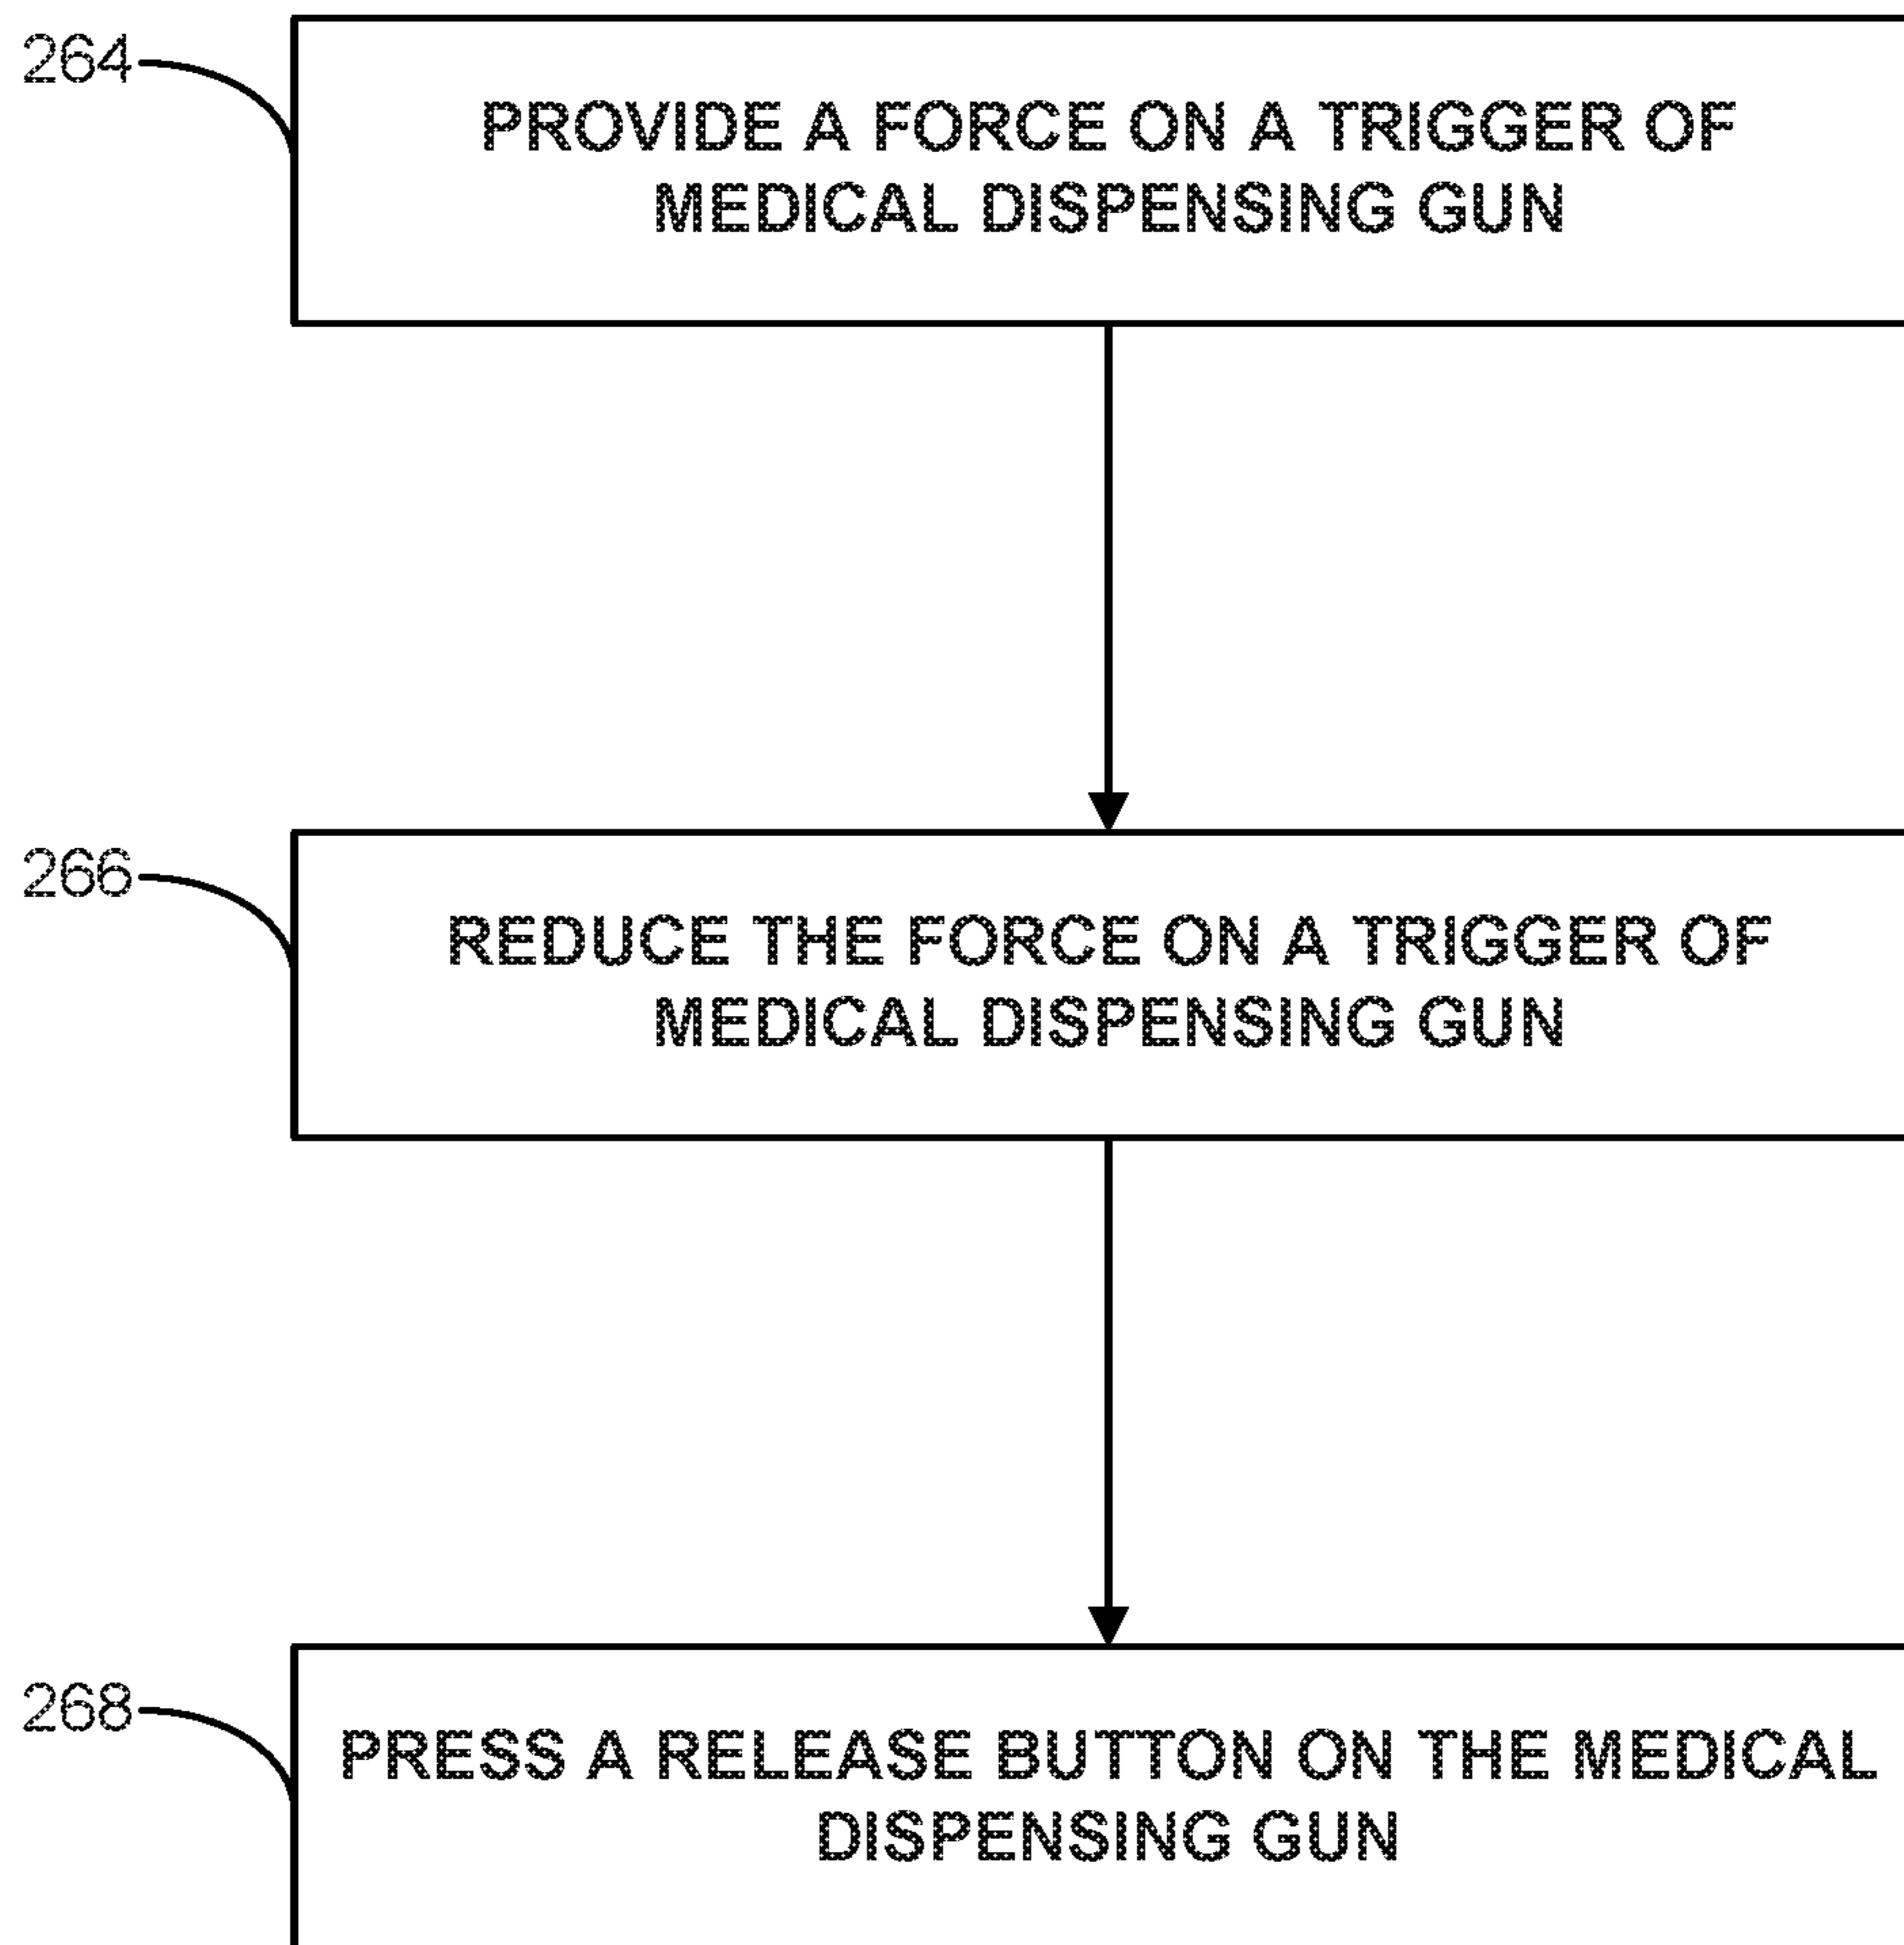 264
PROVIDE A FORCE ON A TRIGGER OF
MEDICAL DISPENSING GUN
266
REDUCE THE FORCE ON A TRIGGER OF
MEDICAL DISPENSING GUN
268
PRESS A RELEASE BUTTON ON THE MEDICAL
DISPENSING GUN